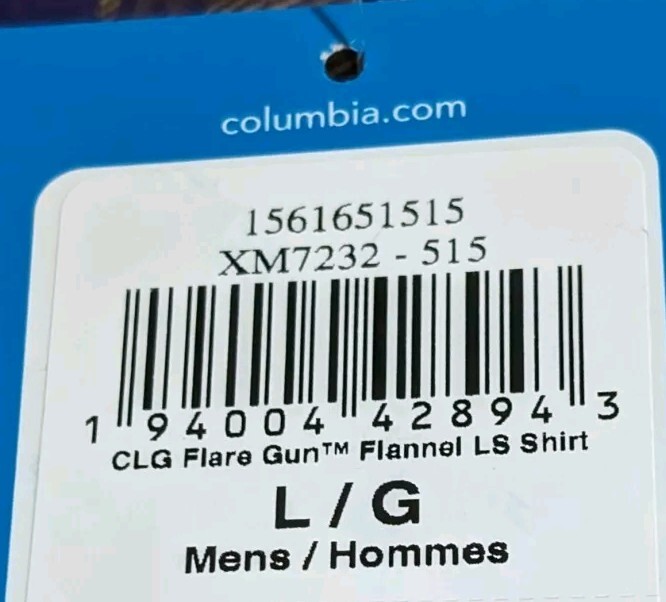 columbia.com
1561651515
XM7232 - 515
1 94004 42894 3
CLG Flare Gun™ Flannel LS Shirt
L / G
Mens / Hommes